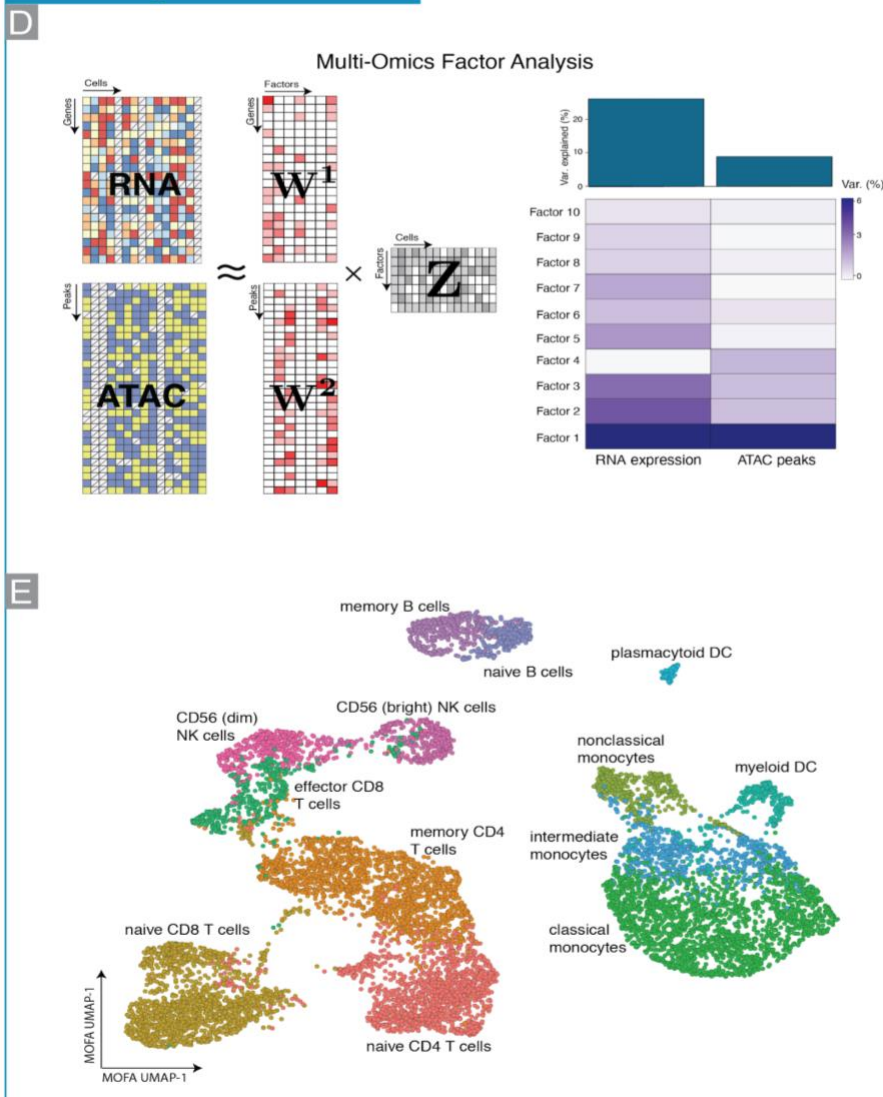 D
Multi-Omics Factor Analysis
Cells
Genes
RNA
Factors
Genes
W1
Peaks
ATAC
≈
Peaks
W2
×
Cells
Factors
Z
Var. explained (%)
20
10
0
Var. (%)
6
3
0
Factor 10
Factor 9
Factor 8
Factor 7
Factor 6
Factor 5
Factor 4
Factor 3
Factor 2
Factor 1
RNA expression
ATAC peaks
E
memory B cells
naive B cells
plasmacytoid DC
CD56 (dim)
NK cells
CD56 (bright) NK cells
effector CD8
T cells
nonclassical
monocytes
myeloid DC
memory CD4
T cells
intermediate
monocytes
naive CD8 T cells
classical
monocytes
naive CD4 T cells
MOFA UMAP-1
MOFA UMAP-1